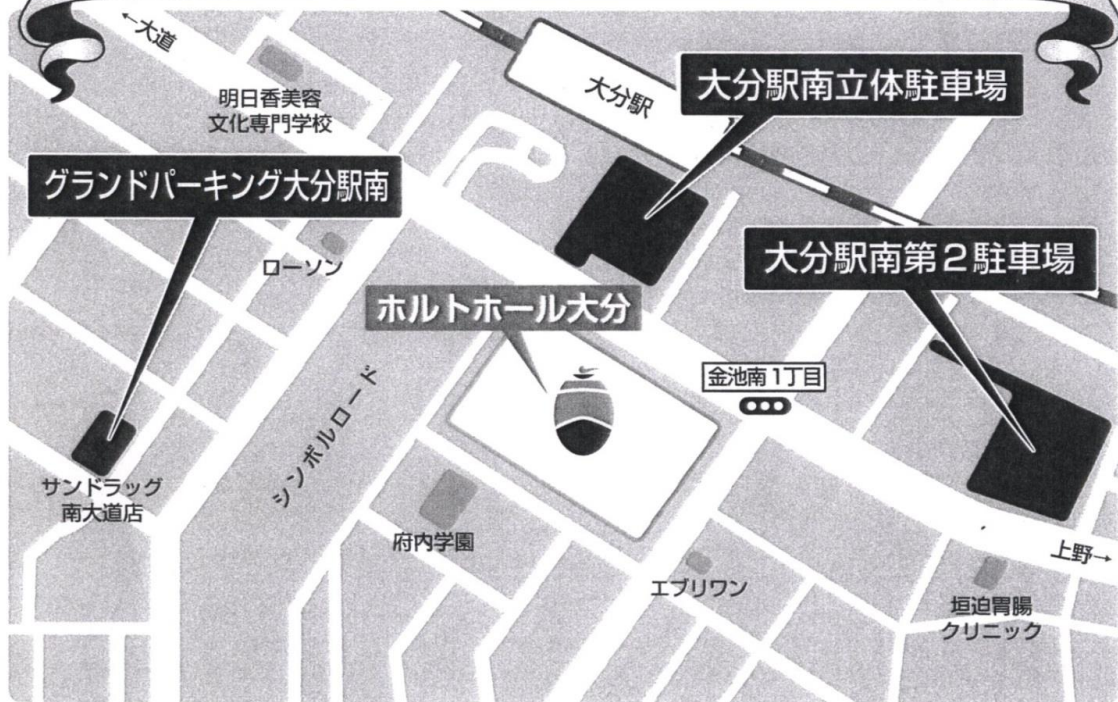 ←大道
明日香美容
文化専門学校
大分駅
大分駅南立体駐車場
グランドパーキング大分駅南
ローソン
大分駅南第2駐車場
ホルトホール大分
金池南1丁目
シンボルロード
サンドラッグ
南大道店
府内学園
エブリワン
上野→
垣迫胃腸
クリニック